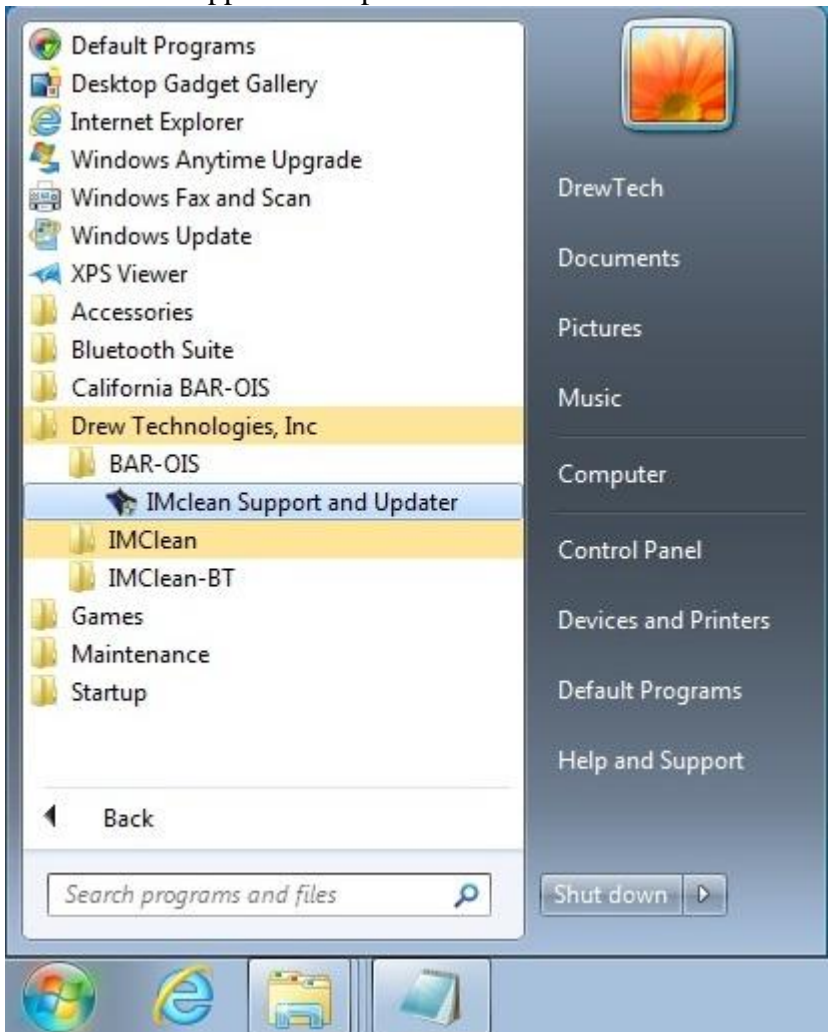 Default Programs
Desktop Gadget Gallery
Internet Explorer
Windows Anytime Upgrade
Windows Fax and Scan
Windows Update
XPS Viewer
Accessories
Bluetooth Suite
California BAR-OIS
Drew Technologies, Inc
BAR-OIS
IMclean Support and Updater
IMClean
IMClean-BT
Games
Maintenance
Startup
Back
Search programs and files
DrewTech
Documents
Pictures
Music
Computer
Control Panel
Devices and Printers
Default Programs
Help and Support
Shut down